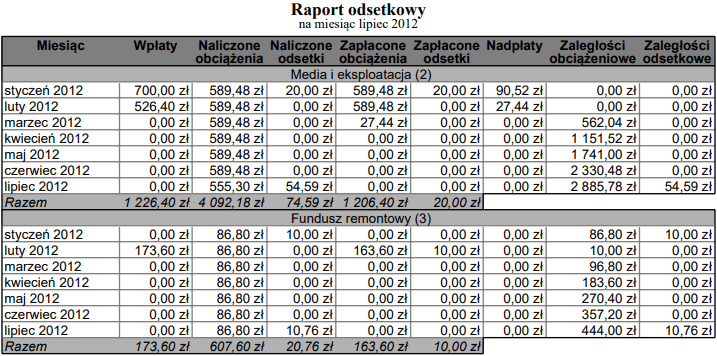 Raport odsetkowy
na miesiąc lipiec 2012
Miesiąc Wpłaty Naliczone obciążenia Naliczone odsetki Zapłacone obciążenia Zapłacone odsetki Nadpłaty Zaległości obciążeniowe Zaległości odsetkowe
Media i eksploatacja (2)
styczeń 2012 700,00 zł 589,48 zł 20,00 zł 589,48 zł 20,00 zł 90,52 zł 0,00 zł 0,00 zł
luty 2012 526,40 zł 589,48 zł 0,00 zł 589,48 zł 0,00 zł 27,44 zł 0,00 zł 0,00 zł
marzec 2012 0,00 zł 589,48 zł 0,00 zł 27,44 zł 0,00 zł 0,00 zł 562,04 zł 0,00 zł
kwiecień 2012 0,00 zł 589,48 zł 0,00 zł 0,00 zł 0,00 zł 0,00 zł 1 151,52 zł 0,00 zł
maj 2012 0,00 zł 589,48 zł 0,00 zł 0,00 zł 0,00 zł 0,00 zł 1 741,00 zł 0,00 zł
czerwiec 2012 0,00 zł 589,48 zł 0,00 zł 0,00 zł 0,00 zł 0,00 zł 2 330,48 zł 0,00 zł
lipiec 2012 0,00 zł 555,30 zł 54,59 zł 0,00 zł 0,00 zł 0,00 zł 2 885,78 zł 54,59 zł
Razem 1 226,40 zł 4 092,18 zł 74,59 zł 1 206,40 zł 20,00 zł
Fundusz remontowy (3)
styczeń 2012 0,00 zł 86,80 zł 10,00 zł 0,00 zł 0,00 zł 0,00 zł 86,80 zł 10,00 zł
luty 2012 173,60 zł 86,80 zł 0,00 zł 163,60 zł 10,00 zł 0,00 zł 10,00 zł 0,00 zł
marzec 2012 0,00 zł 86,80 zł 0,00 zł 0,00 zł 0,00 zł 0,00 zł 96,80 zł 0,00 zł
kwiecień 2012 0,00 zł 86,80 zł 0,00 zł 0,00 zł 0,00 zł 0,00 zł 183,60 zł 0,00 zł
maj 2012 0,00 zł 86,80 zł 0,00 zł 0,00 zł 0,00 zł 0,00 zł 270,40 zł 0,00 zł
czerwiec 2012 0,00 zł 86,80 zł 0,00 zł 0,00 zł 0,00 zł 0,00 zł 357,20 zł 0,00 zł
lipiec 2012 0,00 zł 86,80 zł 10,76 zł 0,00 zł 0,00 zł 0,00 zł 444,00 zł 10,76 zł
Razem 173,60 zł 607,60 zł 20,76 zł 163,60 zł 10,00 zł